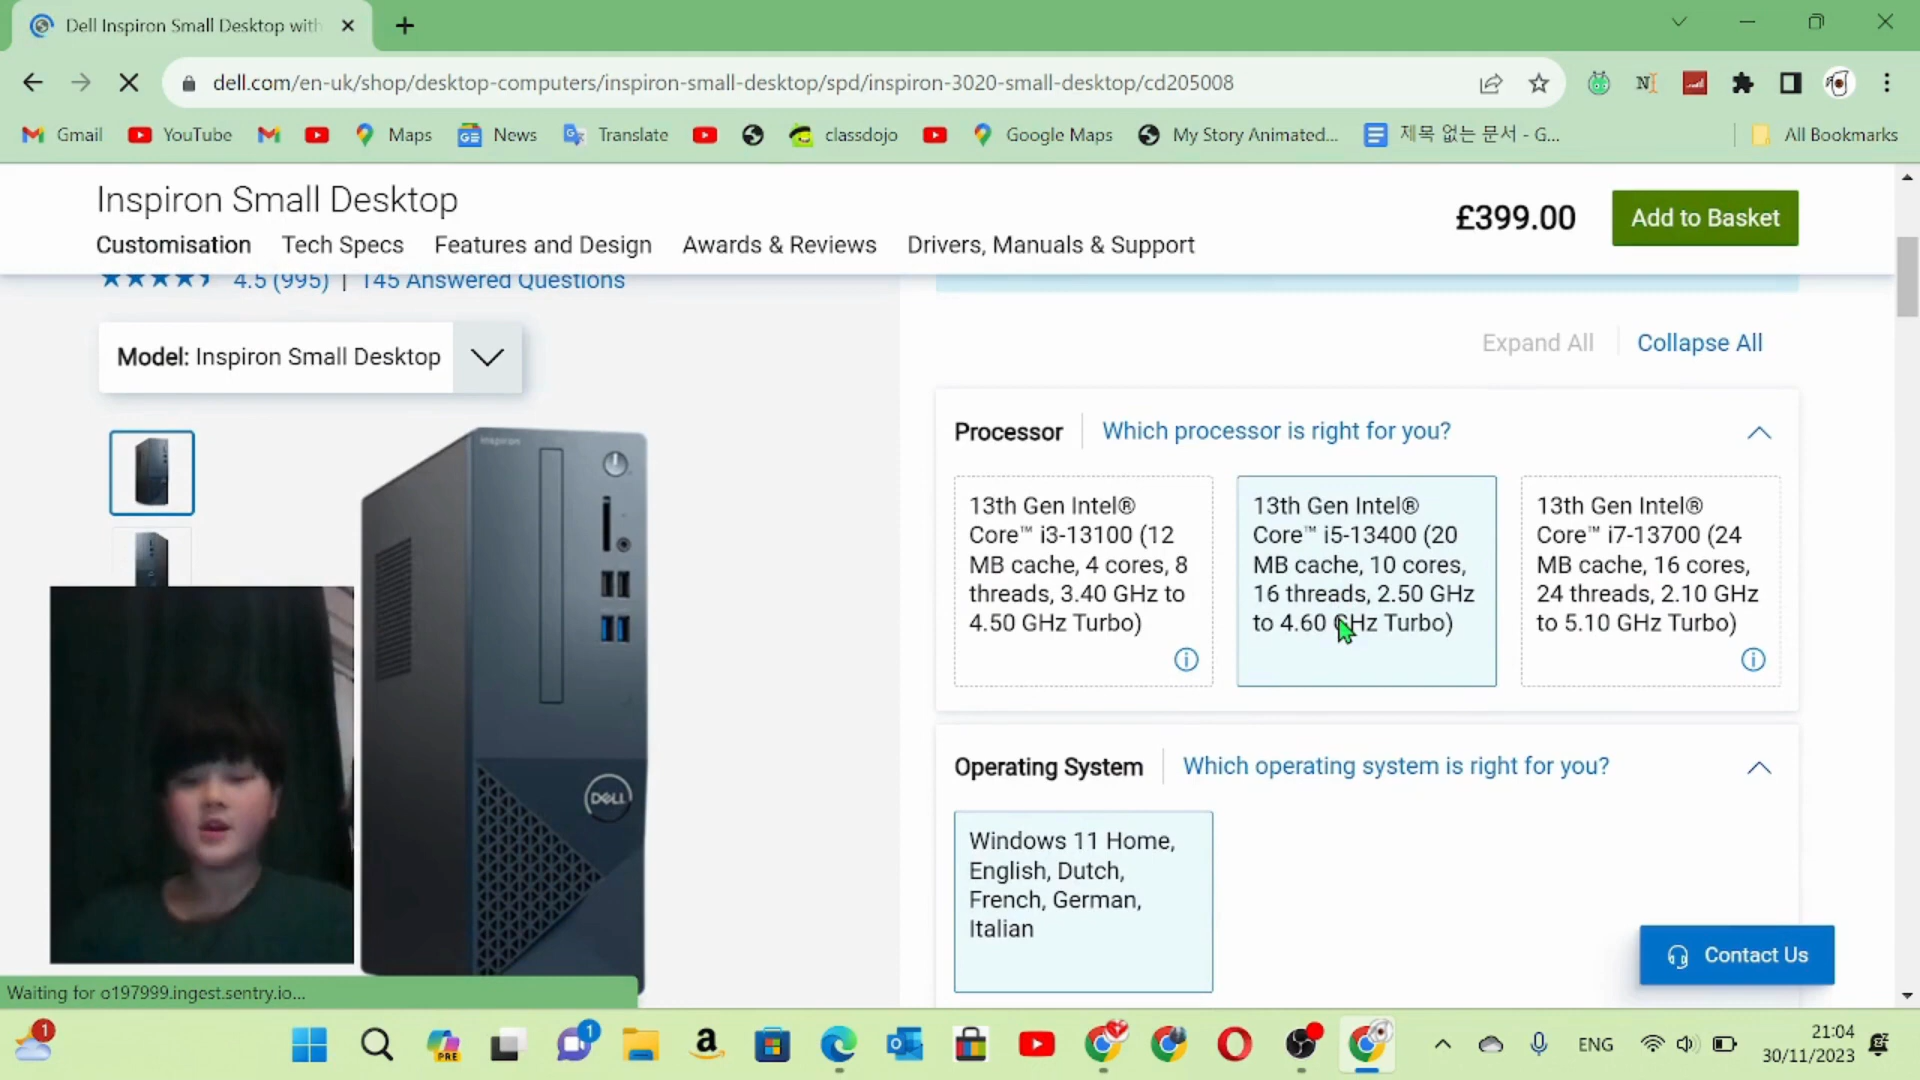 Dell Inspiron Small Desktop with
dell.com/en-uk/shop/desktop-computers/inspiron-small-desktop/spd/inspiron-3020-small-desktop/cd205008
Gmail YouTube Maps News Translate classdojo Google Maps My Story Animated... 제목 없는 문서 - G... All Bookmarks
Inspiron Small Desktop
£399.00 Add to Basket
Customisation Tech Specs Features and Design Awards & Reviews Drivers, Manuals & Support
4.5 (995) | 145 Answered Questions
Expand All Collapse All
Model: Inspiron Small Desktop
Processor Which processor is right for you?
13th Gen Intel®
Core™ i3-13100 (12
MB cache, 4 cores, 8
threads, 3.40 GHz to
4.50 GHz Turbo)
13th Gen Intel®
Core™ i5-13400 (20
MB cache, 10 cores,
16 threads, 2.50 GHz
to 4.60 GHz Turbo)
13th Gen Intel®
Core™ i7-13700 (24
MB cache, 16 cores,
24 threads, 2.10 GHz
to 5.10 GHz Turbo)
inspiron
DELL
Operating System Which operating system is right for you?
Windows 11 Home,
English, Dutch,
French, German,
Italian
Contact Us
Waiting for o197999.ingest.sentry.io...
1 PRE 1 a ENG 21:04
30/11/2023